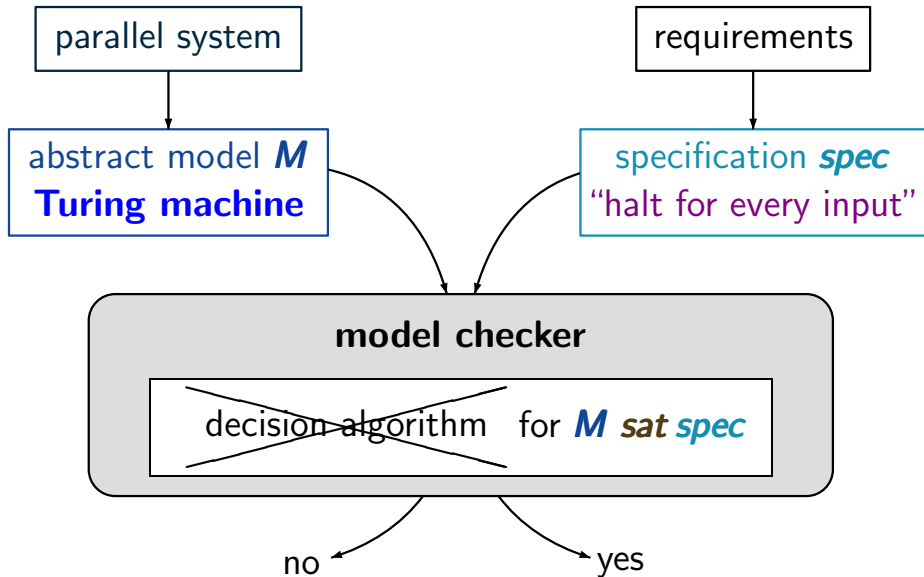 parallel system
requirements
abstract model M
Turing machine
specification spec
“halt for every input”
model checker
decision algorithm for M sat spec
no
yes